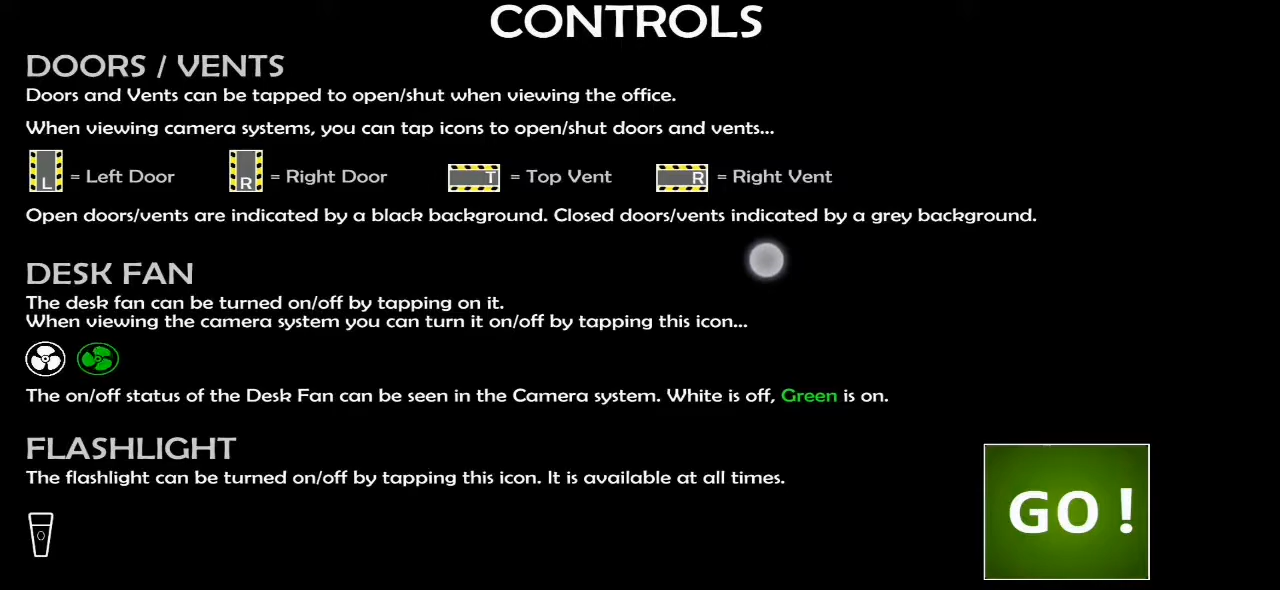 CONTROLS
DOORS / VENTS
Doors and Vents can be tapped to open/shut when viewing the office.
When viewing camera systems, you can tap icons to open/shut doors and vents...
L = Left Door R = Right Door T = Top Vent R = Right Vent
Open doors/vents are indicated by a black background. Closed doors/vents indicated by a grey background.
DESK FAN
The desk fan can be turned on/off by tapping on it.
When viewing the camera system you can turn it on/off by tapping this icon...
The on/off status of the Desk Fan can be seen in the Camera system. White is off, Green is on.
FLASHLIGHT
The flashlight can be turned on/off by tapping this icon. It is available at all times.
GO!